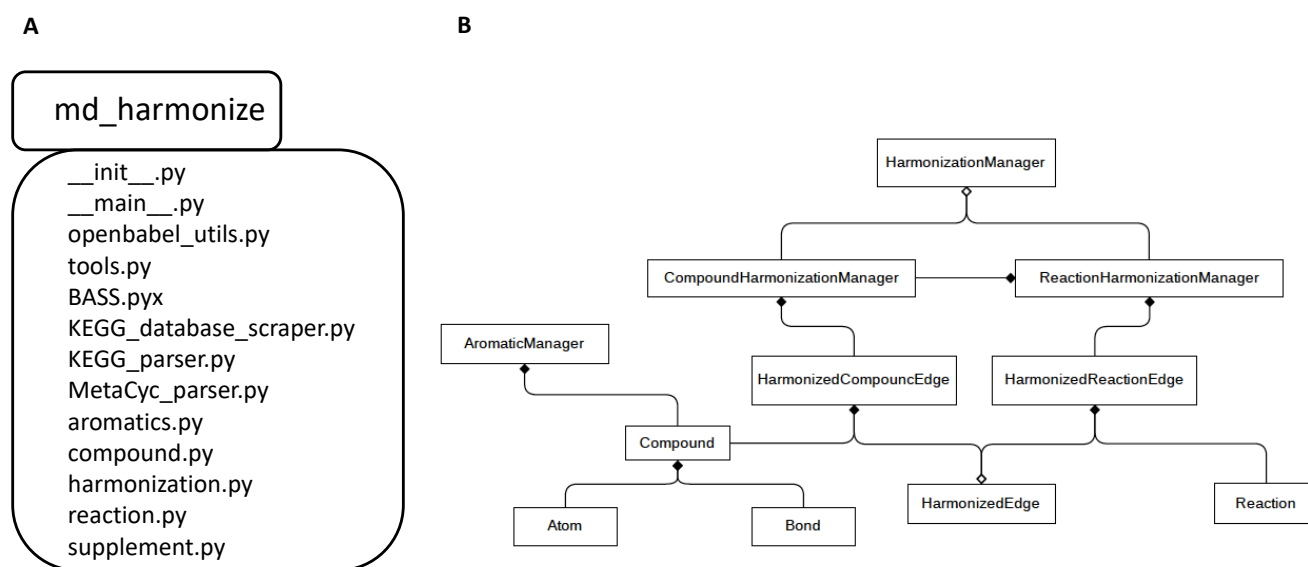 A
B
md_harmonize
__init__.py
__main__.py
openbabel_utils.py
tools.py
BASS.pyx
KEGG_database_scraper.py
KEGG_parser.py
MetaCyc_parser.py
aromatics.py
compound.py
harmonization.py
reaction.py
supplement.py
HarmonizationManager
CompoundHarmonizationManager
ReactionHarmonizationManager
AromaticManager
HarmonizedCompouncEdge
HarmonizedReactionEdge
Compound
Atom
Bond
HarmonizedEdge
Reaction